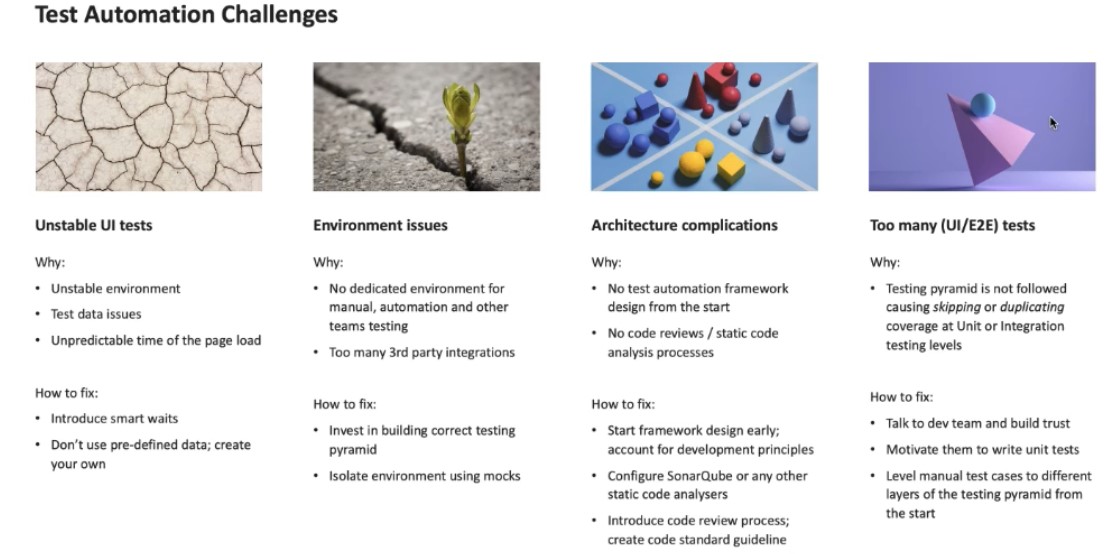 Test Automation Challenges
Unstable UI tests
Why:
• Unstable environment
• Test data issues
• Unpredictable time of the page load
How to fix:
• Introduce smart waits
• Don't use pre-defined data; create
your own
Environment issues
Why:
• No dedicated environment for
manual, automation and other
teams testing
• Too many 3rd party integrations
How to fix:
• Invest in building correct testing
pyramid
• Isolate environment using mocks
Architecture complications
Why:
• No test automation framework
design from the start
• No code reviews / static code
analysis processes
How to fix:
• Start framework design early;
account for development principles
• Configure SonarQube or any other
static code analysers
• Introduce code review process;
create code standard guideline
Too many (UI/E2E) tests
Why:
• Testing pyramid is not followed
causing skipping or duplicating
coverage at Unit or Integration
testing levels
How to fix:
• Talk to dev team and build trust
• Motivate them to write unit tests
• Level manual test cases to different
layers of the testing pyramid from
the start